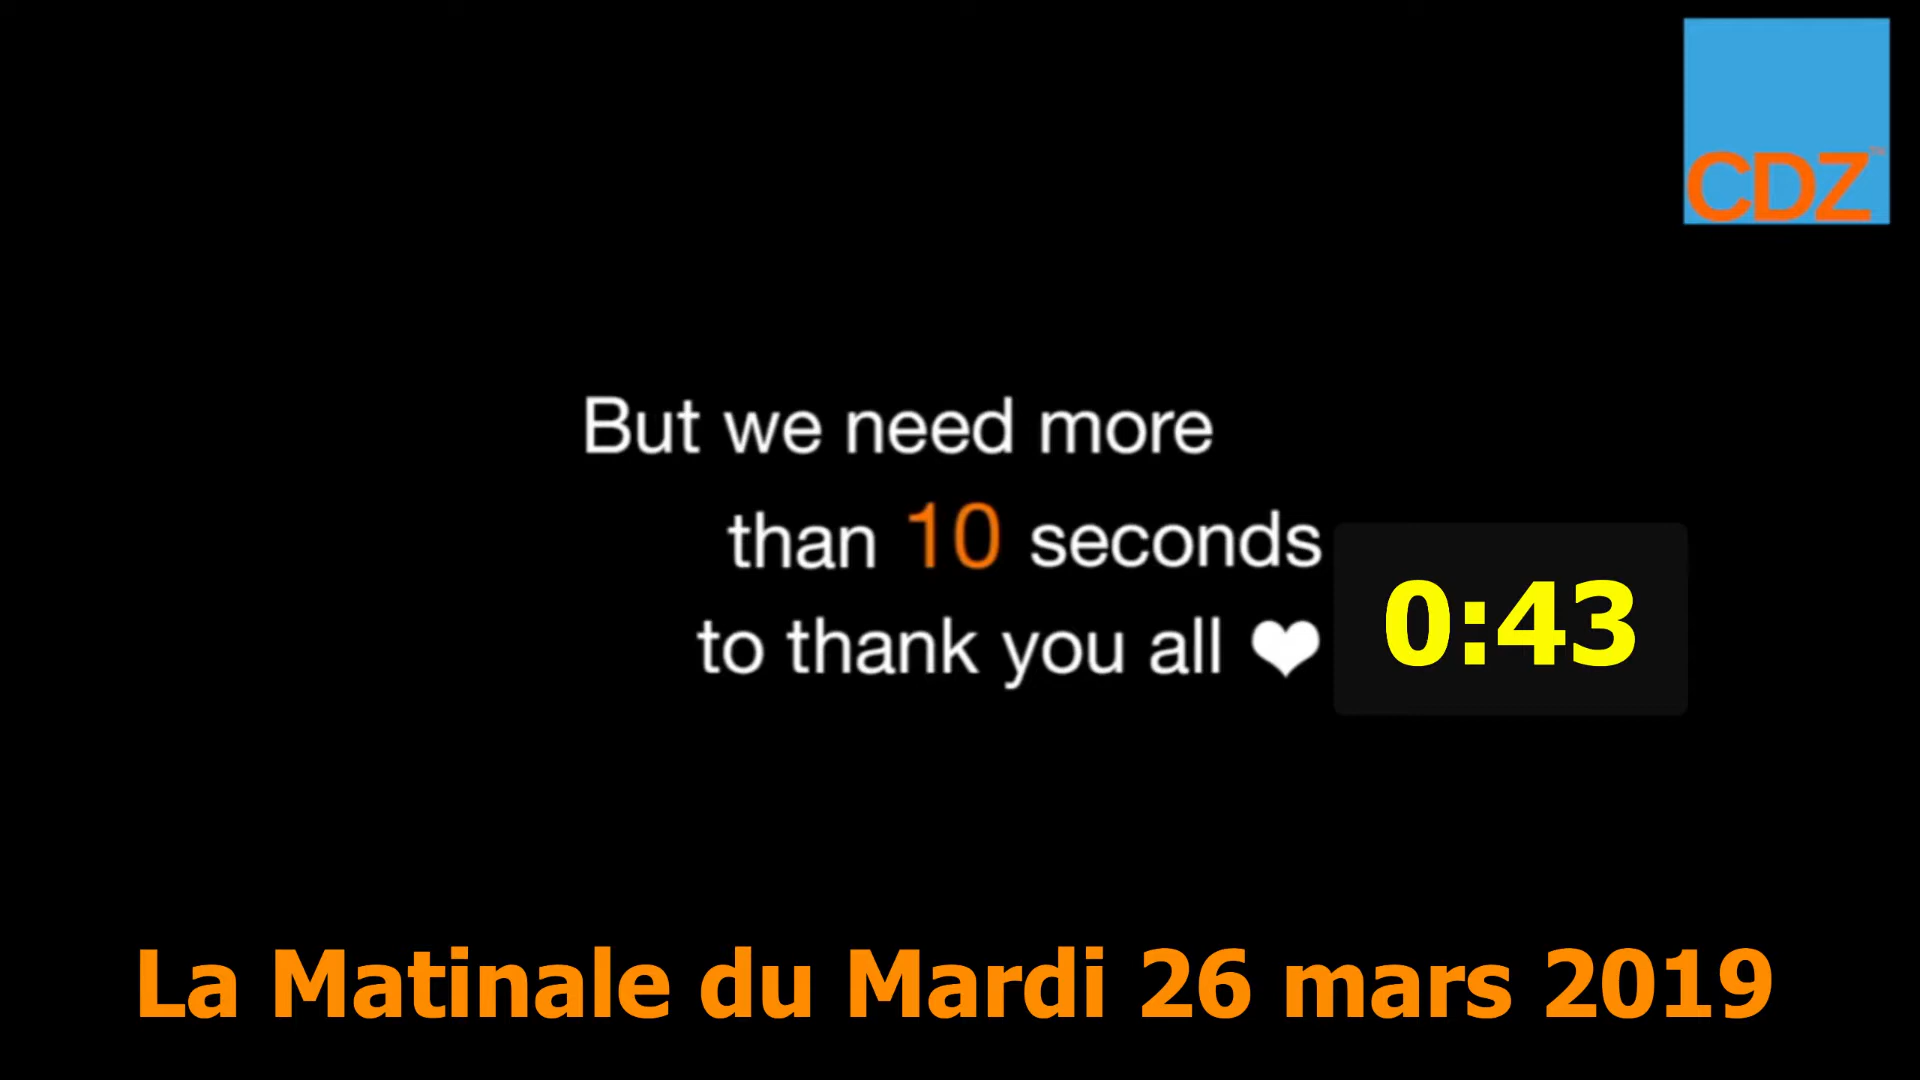 CDZ™
But we need more
than 10 seconds
to thank you all ❤
0:43
La Matinale du Mardi 26 mars 2019